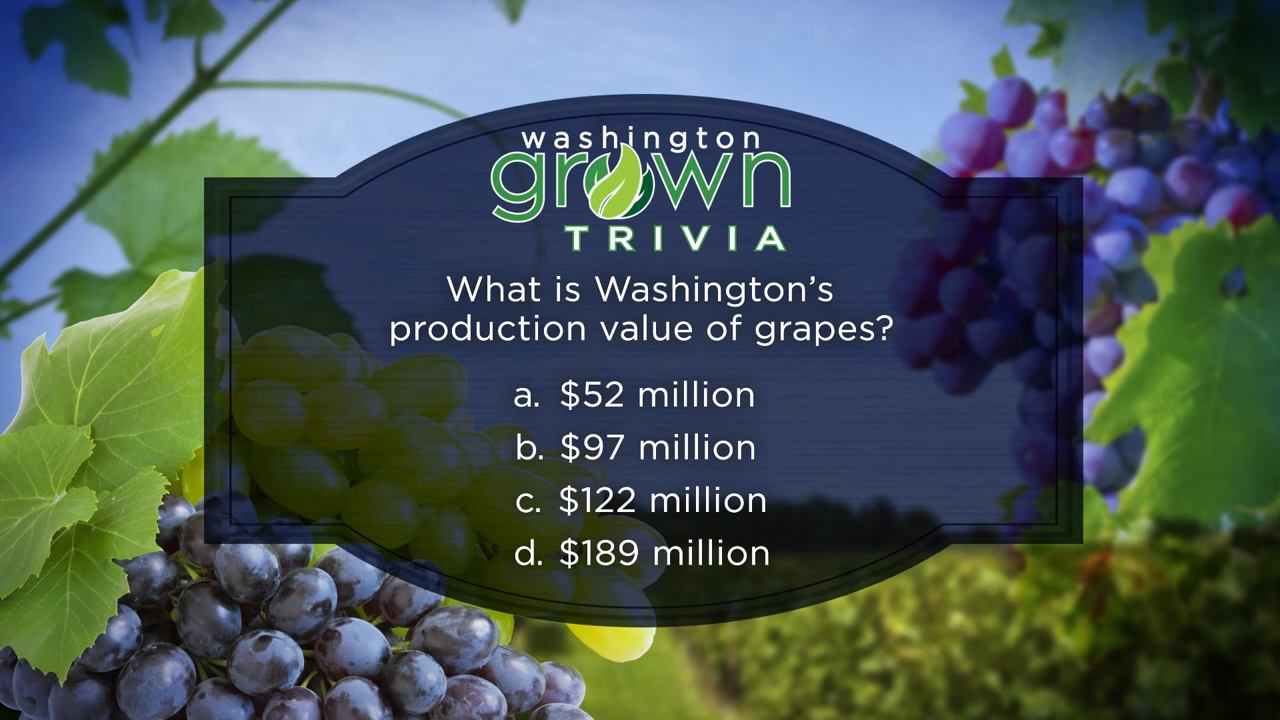 washington
grown
TRIVIA
What is Washington’s
production value of grapes?
a. $52 million
b. $97 million
c. $122 million
d. $189 million